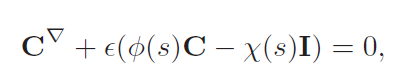 C^∇ + ϵ(ϕ(s)C − χ(s)I) = 0,